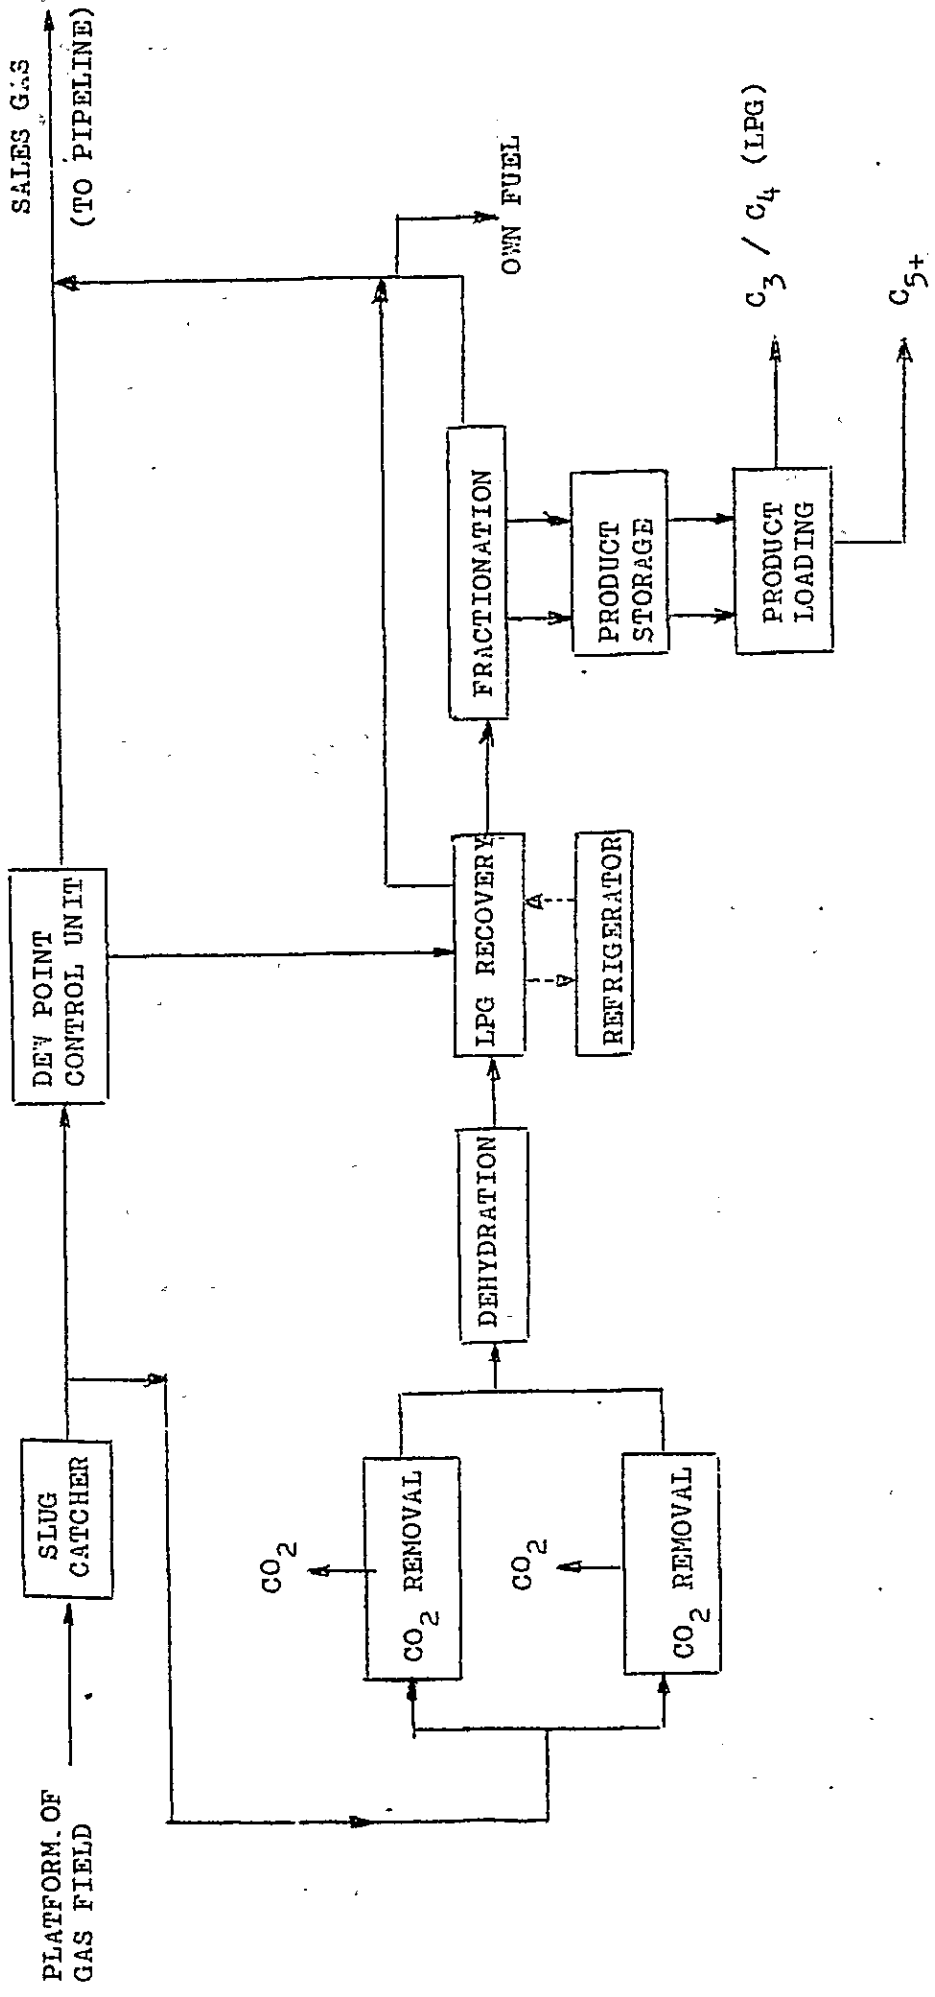 PLATFORM OF
GAS FIELD
SLUG
CATCHER
DEW POINT
CONTROL UNIT
SALES GAS
(TO PIPELINE)
CO2
CO2 REMOVAL
CO2
CO2 REMOVAL
DEHYDRATION
LPG RECOVERY
REFRIGERATOR
FRACTIONATION
OWN FUEL
PRODUCT
STORAGE
PRODUCT
LOADING
C3 / C4 (LPG)
C5+